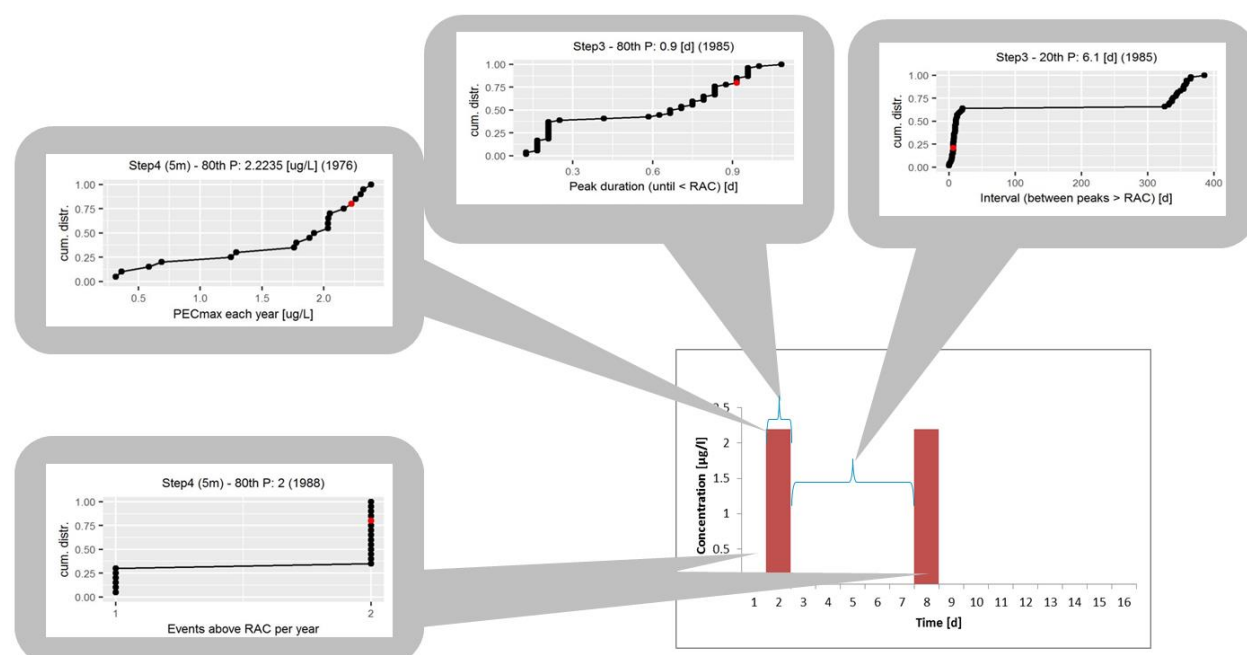 Step3 - 80th P: 0.9 [d] (1985)
cum. distr.
1.00
0.75
0.50
0.25
0.00
0.3 0.6 0.9
Peak duration (until < RAC) [d]
Step3 - 20th P: 6.1 [d] (1985)
cum. distr.
1.00
0.75
0.50
0.25
0.00
0 100 200 300 400
Interval (between peaks > RAC) [d]
Step4 (5m) - 80th P: 2.2235 [ug/L] (1976)
cum. distr.
1.00
0.75
0.50
0.25
0.00
0.5 1.0 1.5 2.0
PECmax each year [ug/L]
Step4 (5m) - 80th P: 2 (1988)
cum. distr.
1.00
0.75
0.50
0.25
0.00
1 2
Events above RAC per year
Concentration [µg/l]
2
1.5
1
0.5
1 2 3 4 5 6 7 8 9 10 11 12 13 14 15 16
Time [d]